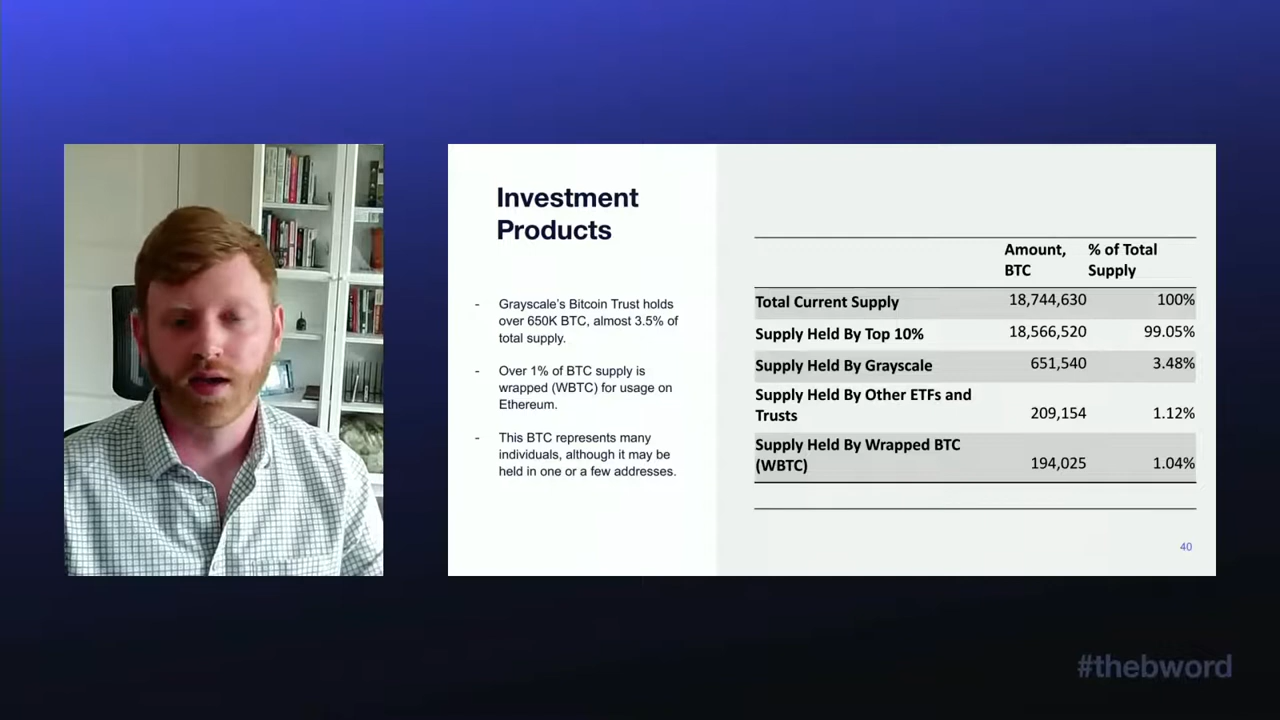 Investment
Products
- Grayscale's Bitcoin Trust holds
over 650K BTC, almost 3.5% of
total supply.
- Over 1% of BTC supply is
wrapped (WBTC) for usage on
Ethereum.
- This BTC represents many
individuals, although it may be
held in one or a few addresses.
Amount, % of Total
BTC Supply
Total Current Supply 18,744,630 100%
Supply Held By Top 10% 18,566,520 99.05%
Supply Held By Grayscale 651,540 3.48%
Supply Held By Other ETFs and
Trusts 209,154 1.12%
Supply Held By Wrapped BTC
(WBTC) 194,025 1.04%
40
#thebword